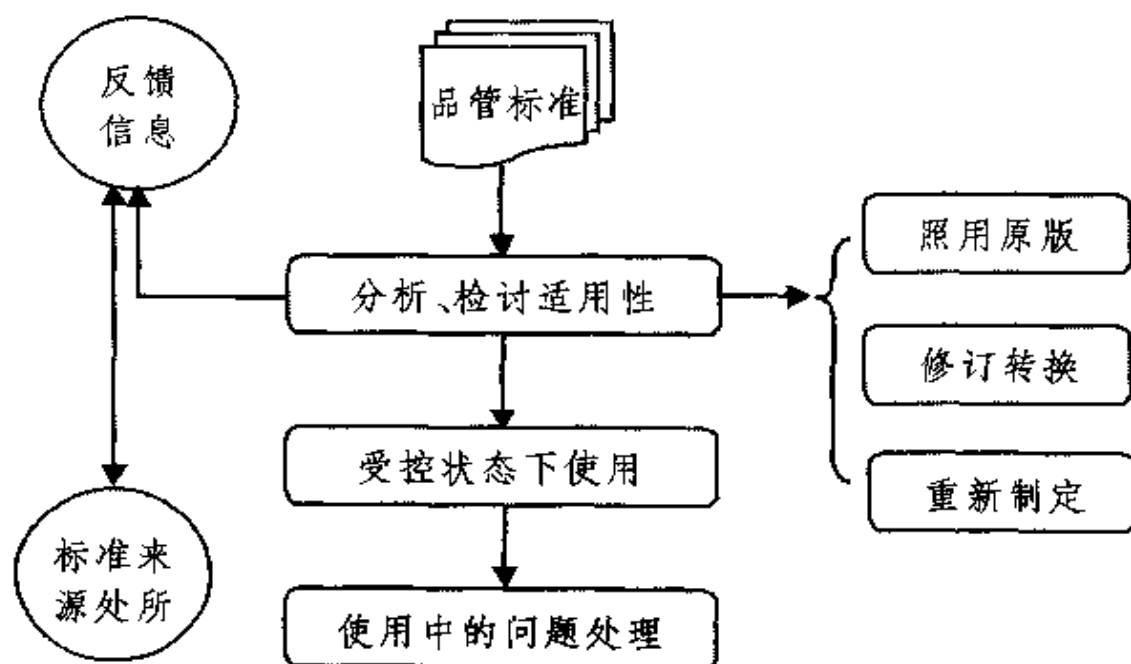 反馈
信息
品管标准
照用原版
分析、检讨适用性
修订转换
受控状态下使用
重新制定
标准来
源处所
使用中的问题处理